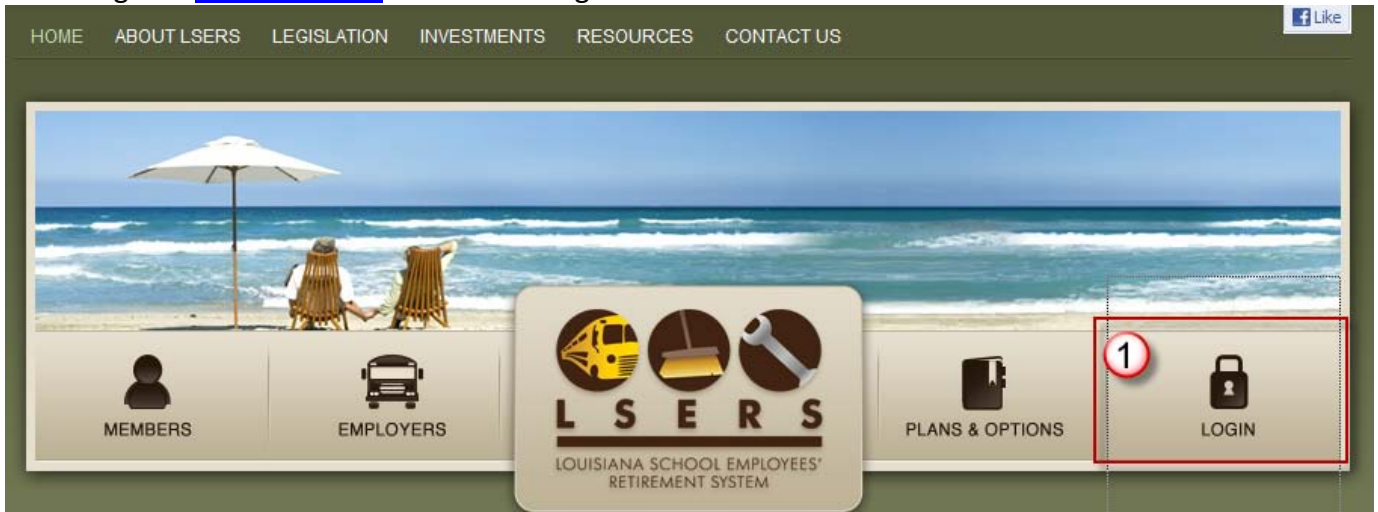 HOME ABOUT LSERS LEGISLATION INVESTMENTS RESOURCES CONTACT US
Like
1
MEMBERS EMPLOYERS PLANS & OPTIONS LOGIN
LSERS
LOUISIANA SCHOOL EMPLOYEES'
RETIREMENT SYSTEM